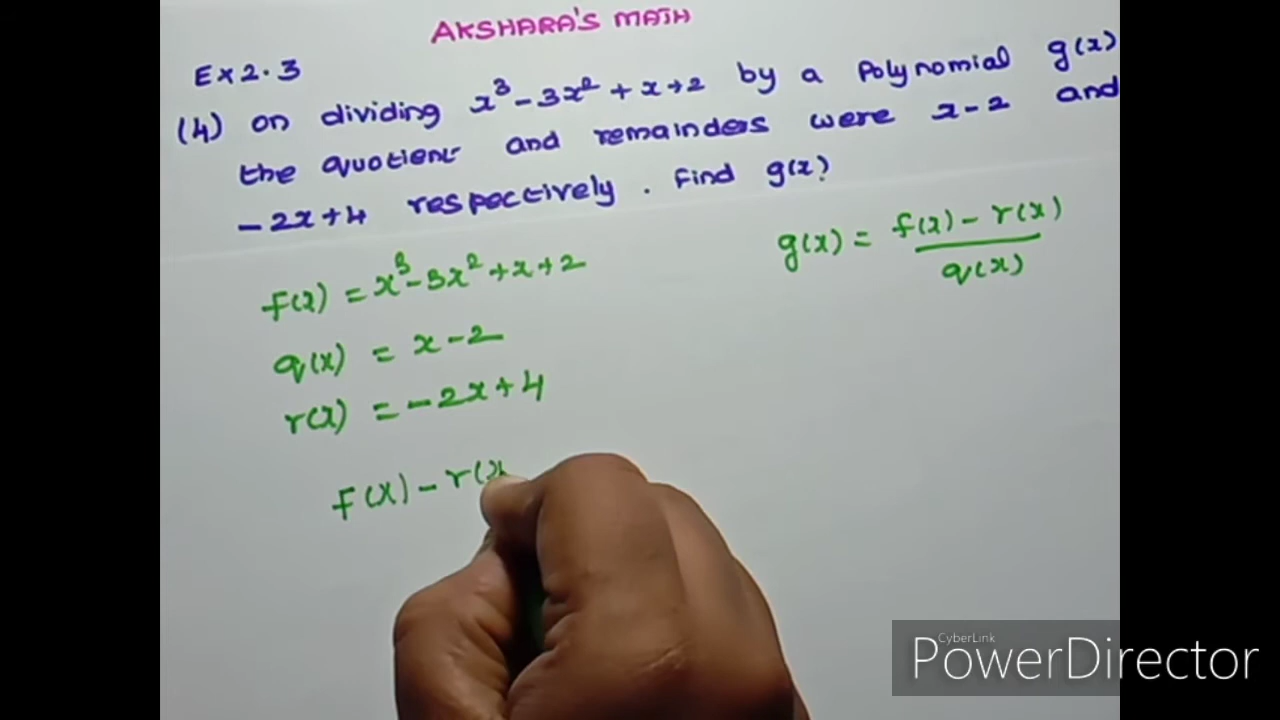 AKSHARA'S MATH
Ex 2.3
(4) on dividing x³ - 3x² + x + 2 by a Polynomial g(x)
the quotient and remainders were x - 2 and
- 2x + 4 respectively. Find g(x)?
f(x) = x³ - 3x² + x + 2
g(x) = f(x) - r(x) / q(x)
q(x) = x - 2
r(x) = - 2x + 4
f(x) - r(x
CyberLink
PowerDirector